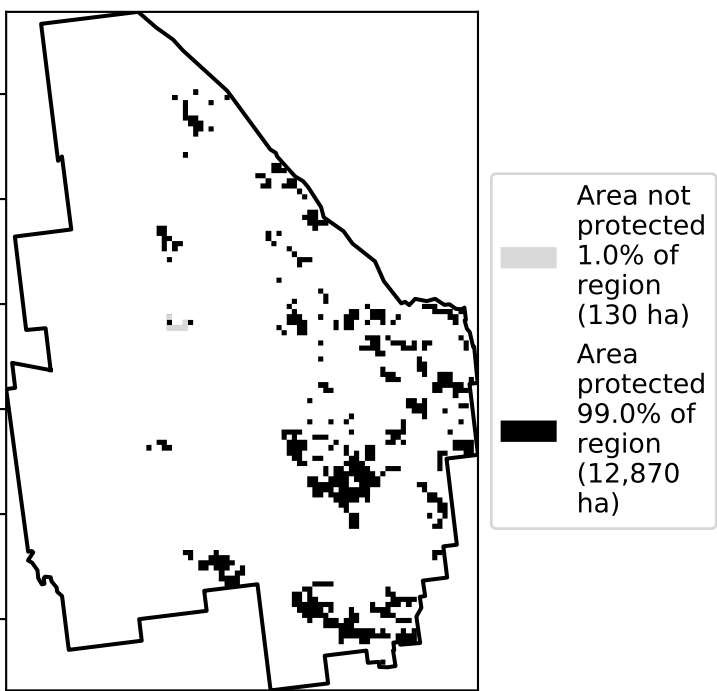 Area not
protected
1.0% of
region
(130 ha)
Area
protected
99.0% of
region
(12,870
ha)